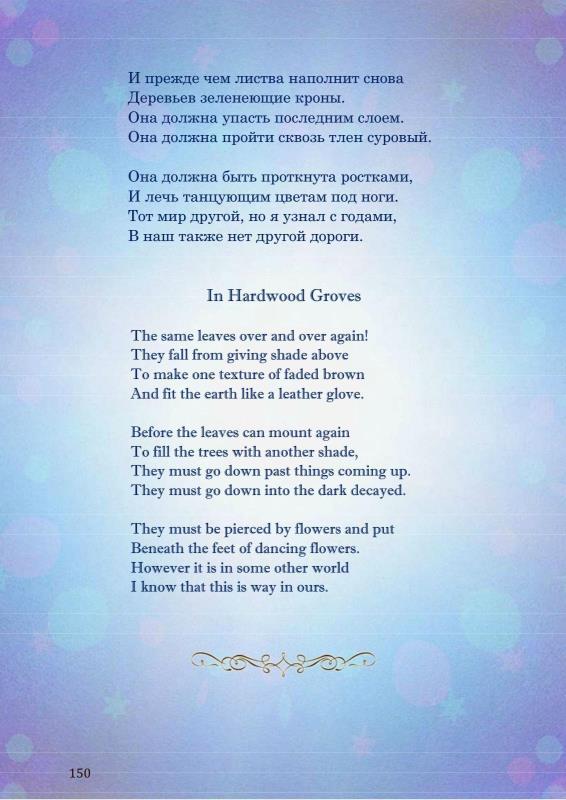 И прежде чем листва наполнит снова
Деревьев зеленеющие кроны.
Она должна упасть последним слоем.
Она должна пройти сквозь тлен суровый.
Она должна быть проткнута ростками,
И лечь танцующим цветам под ноги.
Тот мир другой, но я узнал с годами,
В наш также нет другой дороги.
In Hardwood Groves
The same leaves over and over again!
They fall from giving shade above
To make one texture of faded brown
And fit the earth like a leather glove.
Before the leaves can mount again
To fill the trees with another shade,
They must go down past things coming up.
They must go down into the dark decayed.
They must be pierced by flowers and put
Beneath the feet of dancing flowers.
However it is in some other world
I know that this is way in ours.
150